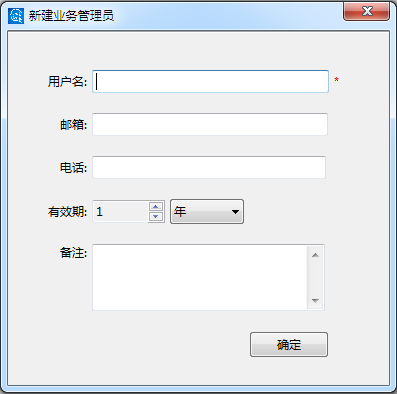 新建业务管理员
用户名: *
邮箱:
电话:
有效期: 1 年
备注:
确定